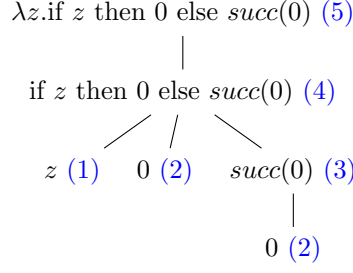 λz.if z then 0 else succ(0) (5)
if z then 0 else succ(0) (4)
z (1) 0 (2) succ(0) (3)
0 (2)